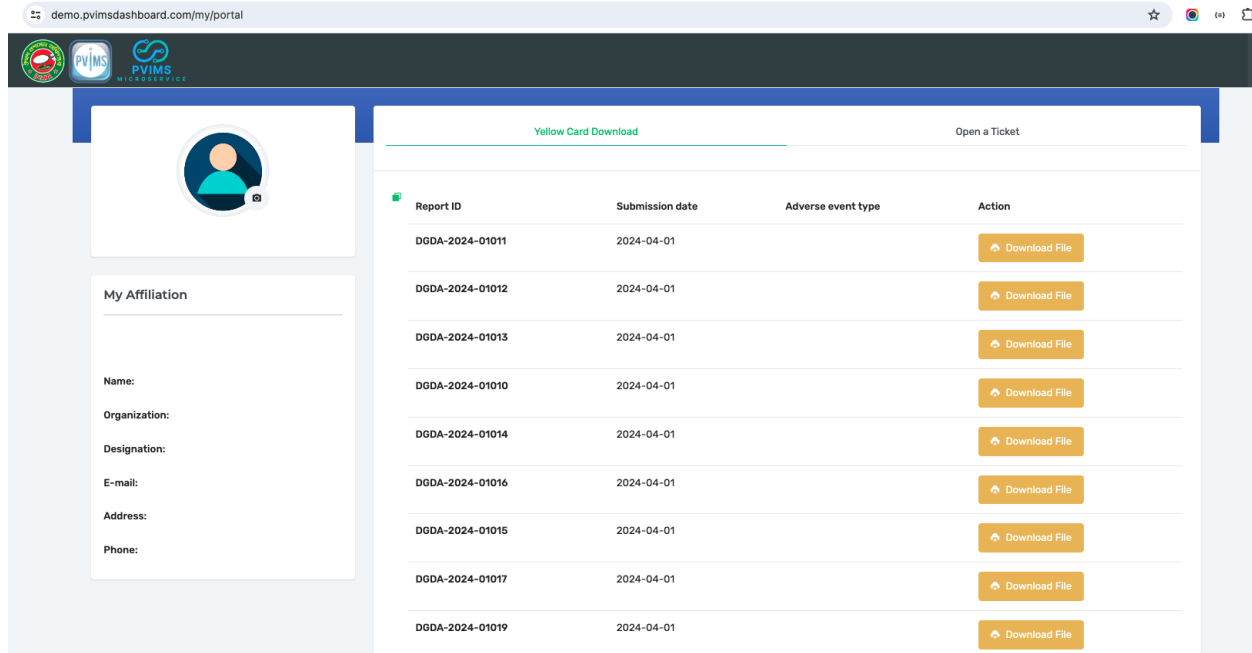 demo.pvimsdashboard.com/my/portal
PViMS
PVIMS
MICROSERVICE
Yellow Card Download
Open a Ticket
Report ID Submission date Adverse event type Action
DGDA-2024-01011 2024-04-01 Download File
DGDA-2024-01012 2024-04-01 Download File
DGDA-2024-01013 2024-04-01 Download File
DGDA-2024-01010 2024-04-01 Download File
DGDA-2024-01014 2024-04-01 Download File
DGDA-2024-01016 2024-04-01 Download File
DGDA-2024-01015 2024-04-01 Download File
DGDA-2024-01017 2024-04-01 Download File
DGDA-2024-01019 2024-04-01 Download File
My Affiliation
Name:
Organization:
Designation:
E-mail:
Address:
Phone: